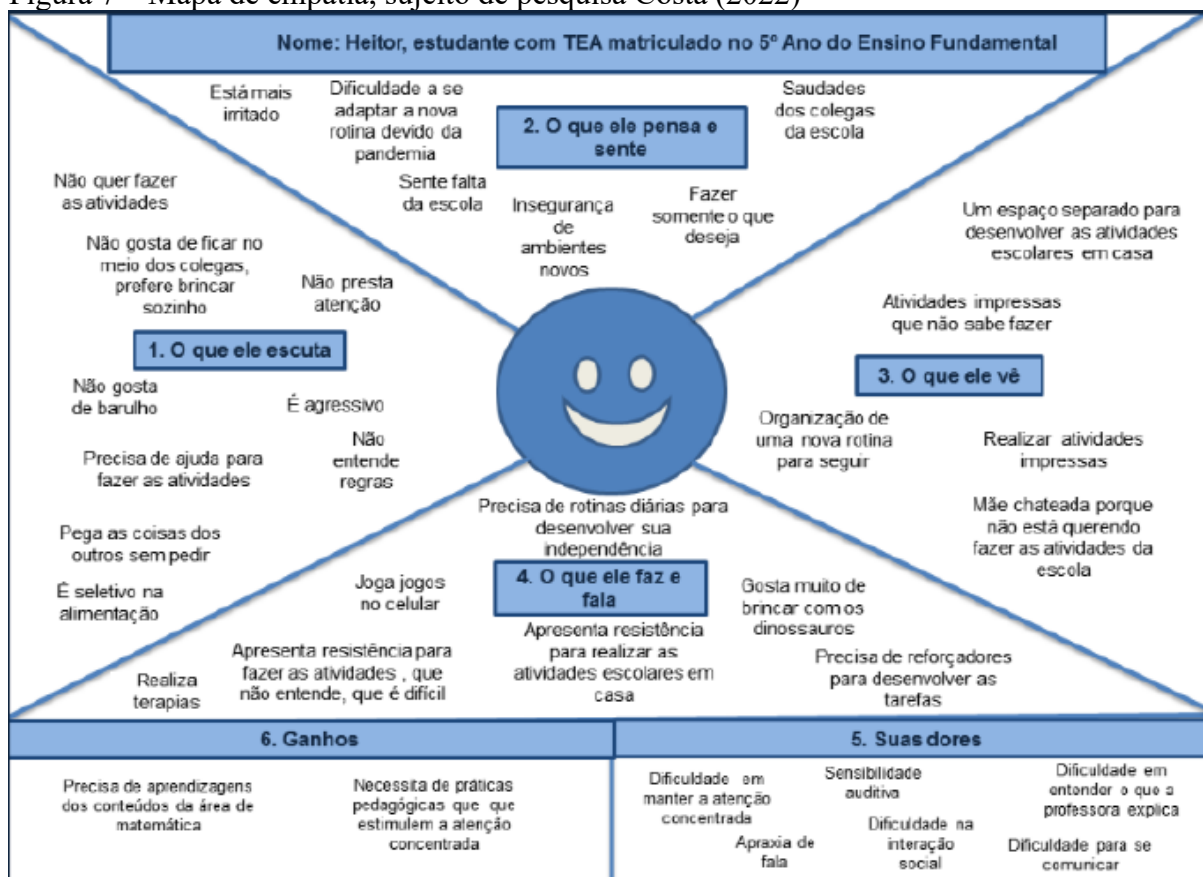 Figura 7 – Mapa de empatia, sujeito de pesquisa Costa (2022)
Nome: Heitor, estudante com TEA matriculado no 5º Ano do Ensino Fundamental
Está mais
irritado
Dificuldade a se
adaptar a nova
rotina devido da
pandemia
2. O que ele pensa e
sente
Saudades
dos colegas
da escola
Sente falta
da escola
Insegurança
de
ambientes
novos
Fazer
somente o que
deseja
Não quer fazer
as atividades
Não gosta de ficar no
meio dos colegas,
prefere brincar
sozinho
Não presta
atenção
1. O que ele escuta
Não gosta
de barulho
É agressivo
Precisa de ajuda para
fazer as atividades
Não
entende
regras
Pega as coisas dos
outros sem pedir
É seletivo na
alimentação
Um espaço separado para
desenvolver as atividades
escolares em casa
Atividades impressas
que não sabe fazer
3. O que ele vê
Organização de
uma nova rotina
para seguir
Realizar atividades
impressas
Mãe chateada porque
não está querendo
fazer as atividades da
escola
Precisa de rotinas diárias para
desenvolver sua
independência
4. O que ele faz e
fala
Joga jogos
no celular
Gosta muito de
brincar com os
dinossauros
Realiza
terapias
Apresenta resistência para
fazer as atividades , que
não entende, que é difícil
Apresenta resistência
para realizar as
atividades escolares em
casa
Precisa de reforçadores
para desenvolver as
tarefas
6. Ganhos
Precisa de aprendizagens
dos conteúdos da área de
matemática
Necessita de práticas
pedagógicas que que
estimulem a atenção
concentrada
5. Suas dores
Dificuldade em
manter a atenção
concentrada
Sensibilidade
auditiva
Dificuldade em
entender o que a
professora explica
Apraxia de
fala
Dificuldade na
interação
social
Dificuldade para se
comunicar